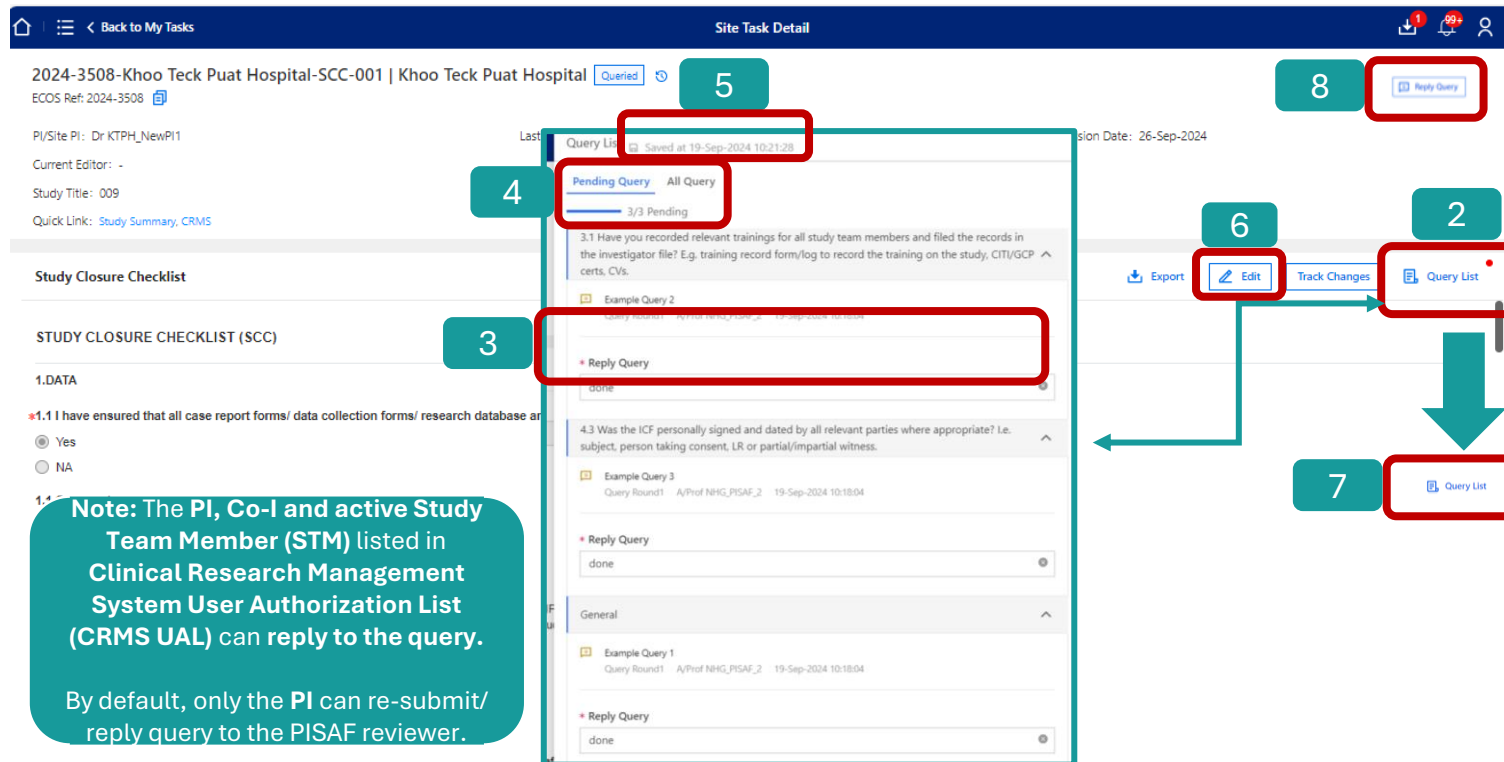 Back to My Tasks
Site Task Detail
1
99+
2024-3508-Khoo Teck Puat Hospital-SCC-001 | Khoo Teck Puat Hospital
Queried
5
8
Reply Query
ECOS Ref: 2024-3508
PI/Site PI: Dr KTPH_NewPI1
Last
sion Date: 26-Sep-2024
Current Editor: -
Study Title: 009
Quick Link: Study Summary, CRMS
Query Lis
Saved at 19-Sep-2024 10:21:28
4
Pending Query
All Query
3/3 Pending
6
2
3.1 Have you recorded relevant trainings for all study team members and filed the records in
the investigator file? E.g. training record form/log to record the training on the study, CITI/GCP
certs, CVs.
Study Closure Checklist
Export
Edit
Track Changes
Query List
Example Query 2
Query Round1 A/Prof NHG_PISAF_2 19-Sep-2024 10:18:04
3
STUDY CLOSURE CHECKLIST (SCC)
* Reply Query
done
1.DATA
*1.1 I have ensured that all case report forms/ data collection forms/ research database ar
Yes
NA
4.3 Was the ICF personally signed and dated by all relevant parties where appropriate? I.e.
subject, person taking consent, LR or partial/impartial witness.
Example Query 3
Query Round1 A/Prof NHG_PISAF_2 19-Sep-2024 10:18:04
7
Query List
* Reply Query
done
General
Example Query 1
Query Round1 A/Prof NHG_PISAF_2 19-Sep-2024 10:18:04
* Reply Query
done
Note: The PI, Co-I and active Study
Team Member (STM) listed in
Clinical Research Management
System User Authorization List
(CRMS UAL) can reply to the query.
By default, only the PI can re-submit/
reply query to the PISAF reviewer.